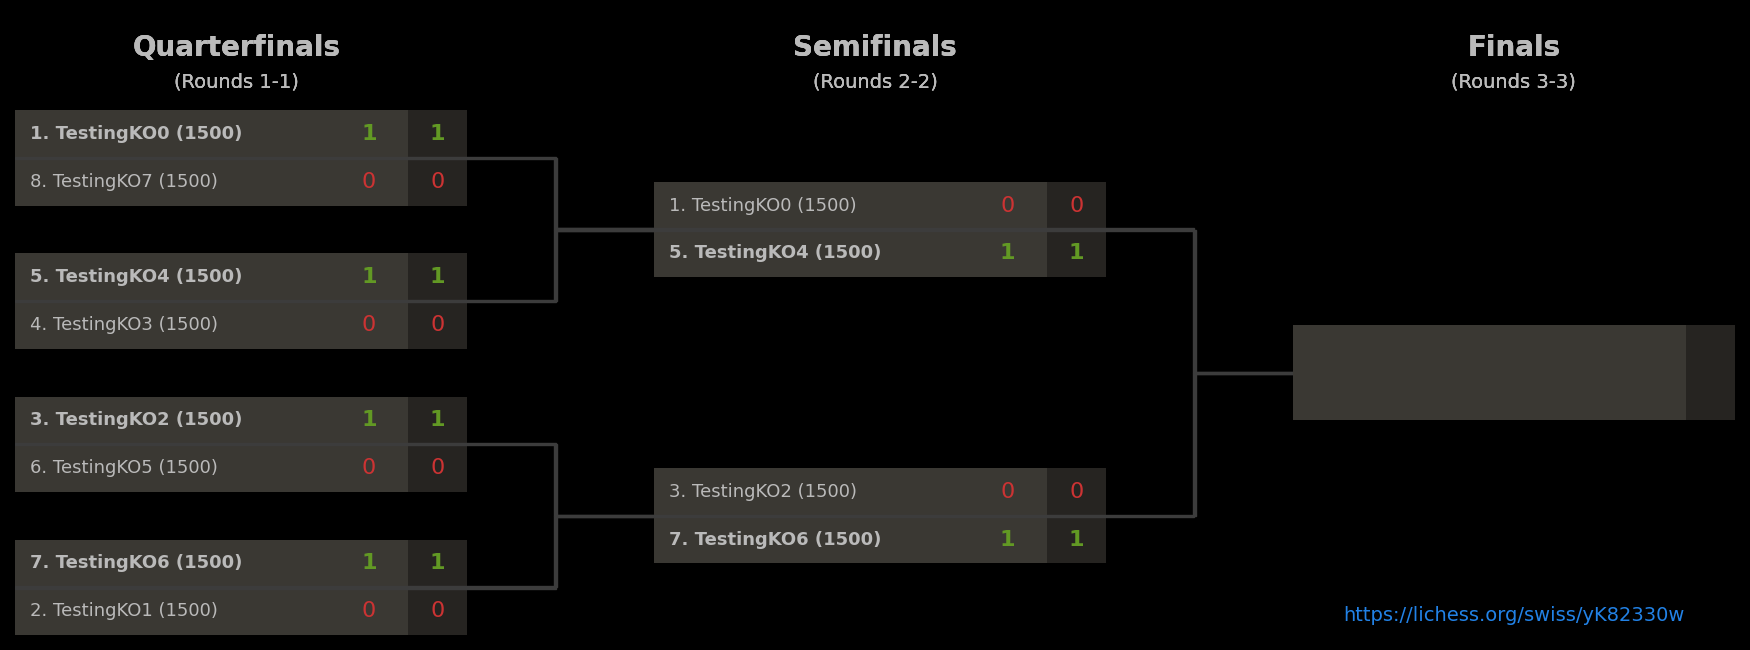 Quarterfinals
(Rounds 1-1)
1. TestingKO0 (1500) 1 1
8. TestingKO7 (1500) 0 0
5. TestingKO4 (1500) 1 1
4. TestingKO3 (1500) 0 0
3. TestingKO2 (1500) 1 1
6. TestingKO5 (1500) 0 0
7. TestingKO6 (1500) 1 1
2. TestingKO1 (1500) 0 0
Semifinals
(Rounds 2-2)
1. TestingKO0 (1500) 0 0
5. TestingKO4 (1500) 1 1
3. TestingKO2 (1500) 0 0
7. TestingKO6 (1500) 1 1
Finals
(Rounds 3-3)
https://lichess.org/swiss/yK82330w